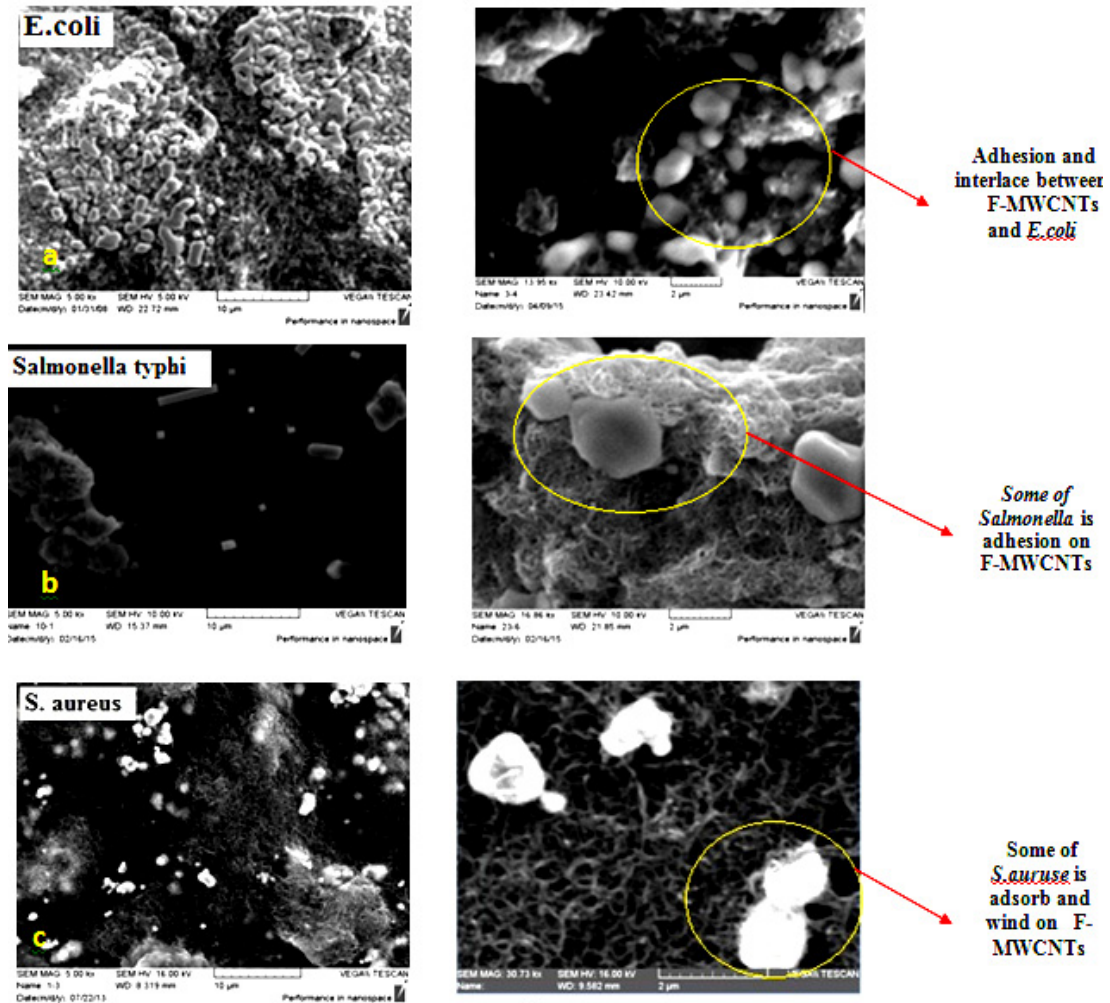 E.coli
a
SEM MAG: 5.00 kx SEM HV: 5.00 kV VEGA\\ TESCAN
Date(m/d/y): 01/31/08 WD: 22.72 mm 10 µm
Performance in nanospace
SEM MAG: 13.95 kx SEM HV: 10.00 kV VEGA\\ TESCAN
Name: 3-4 WD: 23.42 mm 2 µm
Date(m/d/y): 04/09/15
Performance in nanospace
Adhesion and
interlace between
F-MWCNTs
and E.coli
Salmonella typhi
b
SEM MAG: 5.00 kx SEM HV: 10.00 kV VEGA\\ TESCAN
Name: 10-1 WD: 15.37 mm 10 µm
Date(m/d/y): 02/16/15 Performance in nanospace
SEM MAG: 16.86 kx SEM HV: 10.00 kV VEGA\\ TESCAN
Name: 23-6 WD: 21.85 mm 2 µm
Date(m/d/y): 02/16/15 Performance in nanospace
Some of
Salmonella is
adhesion on
F-MWCNTs
S. aureus
c
SEM MAG: 5.00 kx SEM HV: 16.00 kV VEGA\\ TESCAN
Name: 1-3 WD: 8.319 mm 10 µm
Date(m/d/y): 07/22/13 Performance in nanospace
SEM MAG: 30.73 kx SEM HV: 16.00 kV VEGA\\ TESCAN
Name: WD: 9.582 mm 2 µm
Some of
S.auruse is
adsorb and
wind on F-
MWCNTs